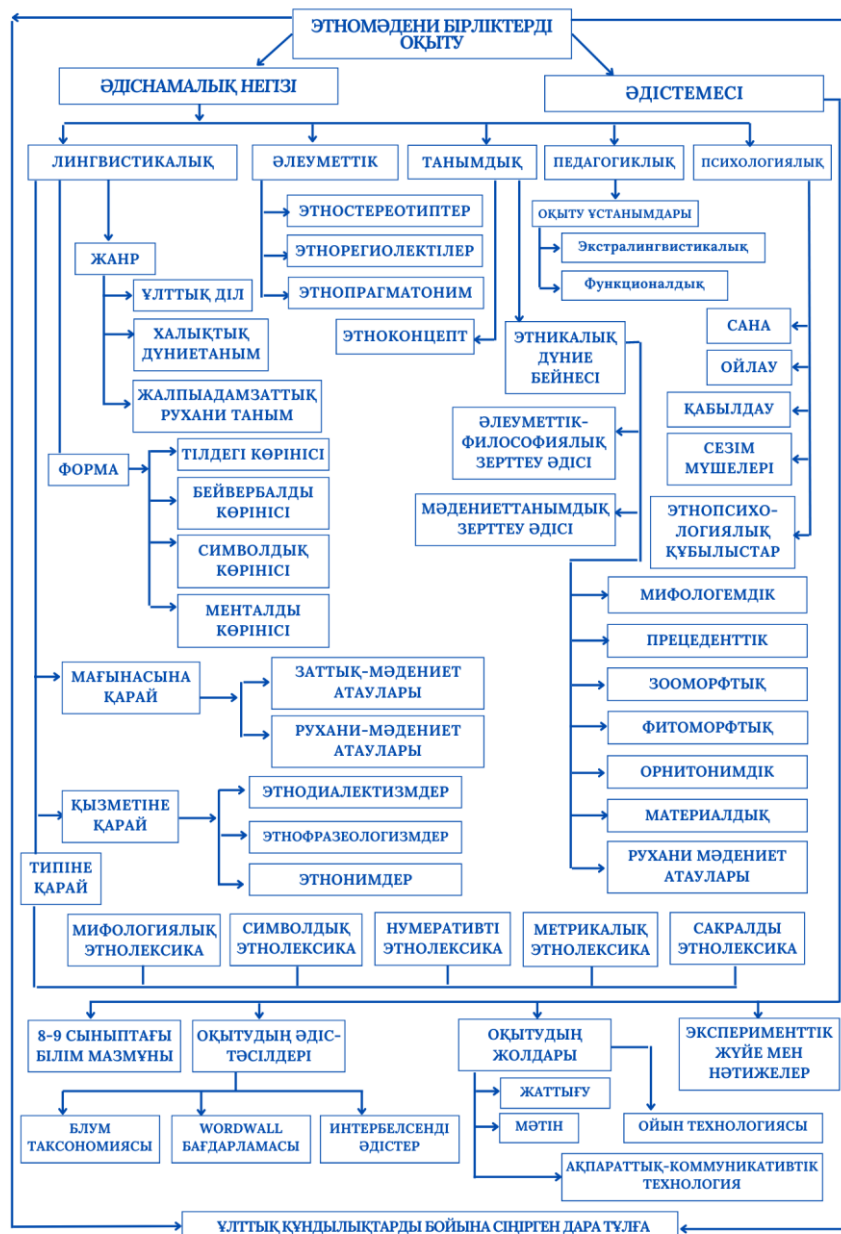 ЭТНОМӘДЕНИ БІРЛІКТЕРДІ
ОҚЫТУ
ӘДІСНАМАЛЫҚ НЕГІЗІ
ӘДІСТЕМЕСІ
ЛИНГВИСТИКАЛЫҚ
ӘЛЕУМЕТТІК
ТАНЫМДЫҚ
ПЕДАГОГИКЛЫҚ
ПСИХОЛОГИЯЛЫҚ
ЖАНР
ҰЛТТЫҚ ДІЛ
ХАЛЫҚТЫҚ
ДҮНИЕТАНЫМ
ЖАЛПЫАДАМЗАТТЫҚ
РУХАНИ ТАНЫМ
ЭТНОСТЕРЕОТИПТЕР
ЭТНОРЕГИОЛЕКТІЛЕР
ЭТНОПРАГМАТОНИМ
ЭТНОКОНЦЕПТ
ЭТНИКАЛЫҚ
ДҮНИЕ
БЕЙНЕСІ
ОҚЫТУ ҰСТАНЫМДАРЫ
Экстралингвистикалық
Функционалдық
САНА
ОЙЛАУ
ҚАБЫЛДАУ
СЕЗІМ
МҮШЕЛЕРІ
ЭТНОПСИХО-
ЛОГИЯЛЫҚ
ҚҰБЫЛЫСТАР
ӘЛЕУМЕТТІК-
ФИЛОСОФИЯЛЫҚ
ЗЕРТТЕУ ӘДІСІ
МӘДЕНИЕТТАНЫМДЫҚ
ЗЕРТТЕУ ӘДІСІ
ФОРМА
ТІЛДЕГІ КӨРІНІСІ
БЕЙВЕРБАЛДЫ
КӨРІНІСІ
СИМВОЛДЫҚ
КӨРІНІСІ
МЕНТАЛДЫ
КӨРІНІСІ
МИФОЛОГЕМДІК
ПРЕЦЕДЕНТТІК
ЗООМОРФТЫҚ
ФИТОМОРФТЫҚ
ОРНИТОНИМДІК
МАТЕРИАЛДЫҚ
РУХАНИ МӘДЕНИЕТ
АТАУЛАРЫ
МАҒЫНАСЫНА
ҚАРАЙ
ЗАТТЫҚ-МӘДЕНИЕТ
АТАУЛАРЫ
РУХАНИ-МӘДЕНИЕТ
АТАУЛАРЫ
ҚЫЗМЕТІНЕ
ҚАРАЙ
ЭТНОДИАЛЕКТИЗМДЕР
ЭТНОФРАЗЕОЛОГИЗМДЕР
ЭТНОНИМДЕР
ТИПІНЕ
ҚАРАЙ
МИФОЛОГИЯЛЫҚ
ЭТНОЛЕКСИКА
СИМВОЛДЫҚ
ЭТНОЛЕКСИКА
НУМЕРАТИВТІ
ЭТНОЛЕКСИКА
МЕТРИКАЛЫҚ
ЭТНОЛЕКСИКА
САКРАЛДЫ
ЭТНОЛЕКСИКА
8-9 СЫНЫПТАҒЫ
БІЛІМ МАЗМҰНЫ
ОҚЫТУДЫҢ ӘДІС-
ТӘСІЛДЕРІ
ОҚЫТУДЫҢ
ЖОЛДАРЫ
ЭКСПЕРИМЕНТТІК
ЖҮЙЕ МЕН
НӘТИЖЕЛЕР
БЛУМ
ТАКСОНОМИЯСЫ
WORDWALL
БАҒДАРЛАМАСЫ
ИНТЕРБЕЛСЕНДІ
ӘДІСТЕР
ЖАТТЫҒУ
МӘТІН
ОЙЫН ТЕХНОЛОГИЯСЫ
АҚПАРАТТЫҚ-КОММУНИКАТИВТІК
ТЕХНОЛОГИЯ
ҰЛТТЫҚ ҚҰНДЫЛЫҚТАРДЫ БОЙЫНА СІҢІРГЕН ДАРА ТҰЛҒА